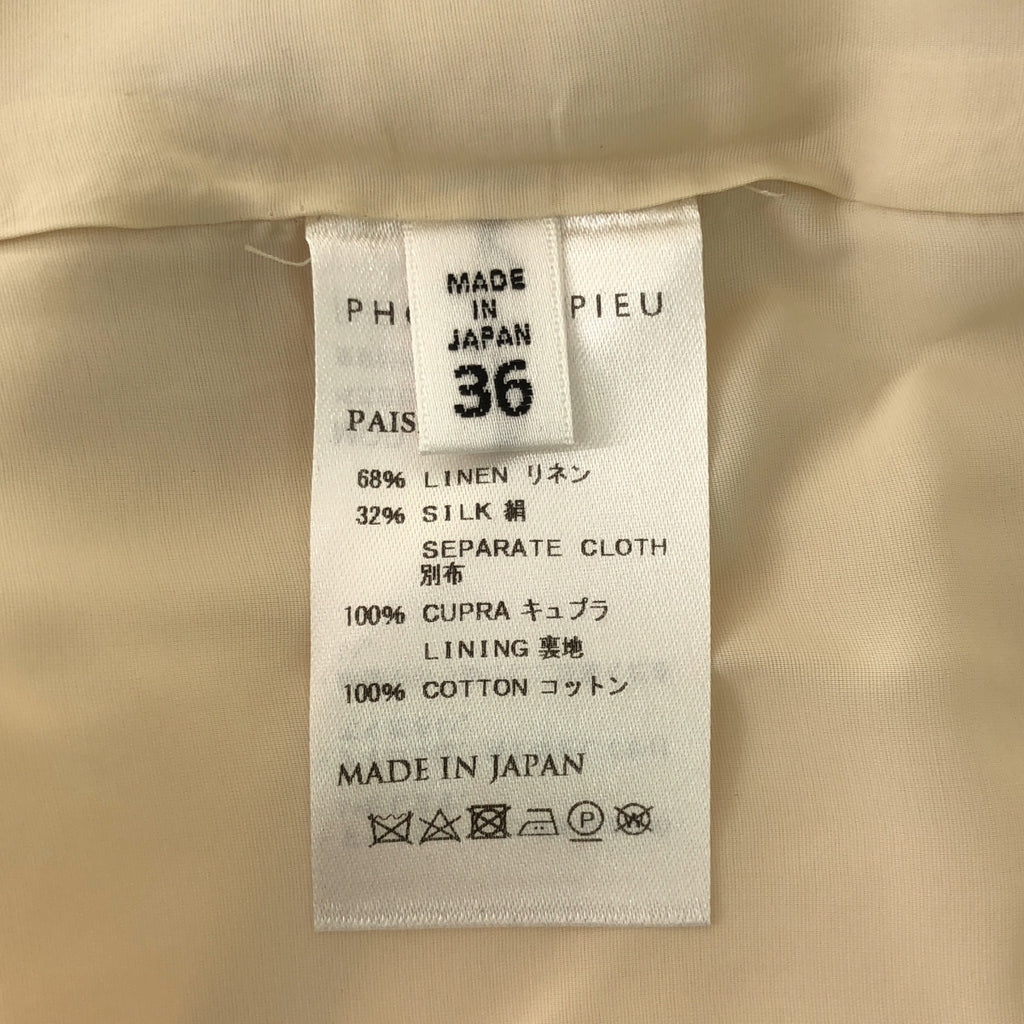 MADE
IN
JAPAN
36
PH
PIEU
PAIS
68% LINEN リネン
32% SILK 絹
SEPARATE CLOTH
別布
100% CUPRA キュプラ
LINING 裏地
100% COTTON コットン
MADE IN JAPAN
P W